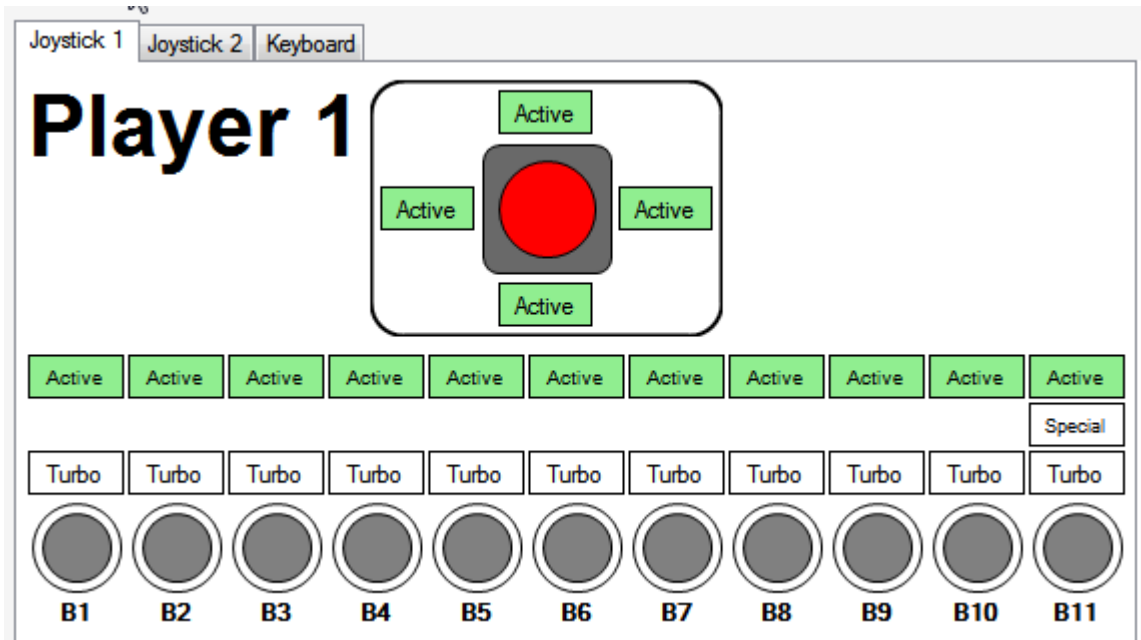 Joystick 1 Joystick 2 Keyboard
Player 1
Active
Active Active
Active
Active Active Active Active Active Active Active Active Active Active Active
Special
Turbo Turbo Turbo Turbo Turbo Turbo Turbo Turbo Turbo Turbo Turbo
B1 B2 B3 B4 B5 B6 B7 B8 B9 B10 B11